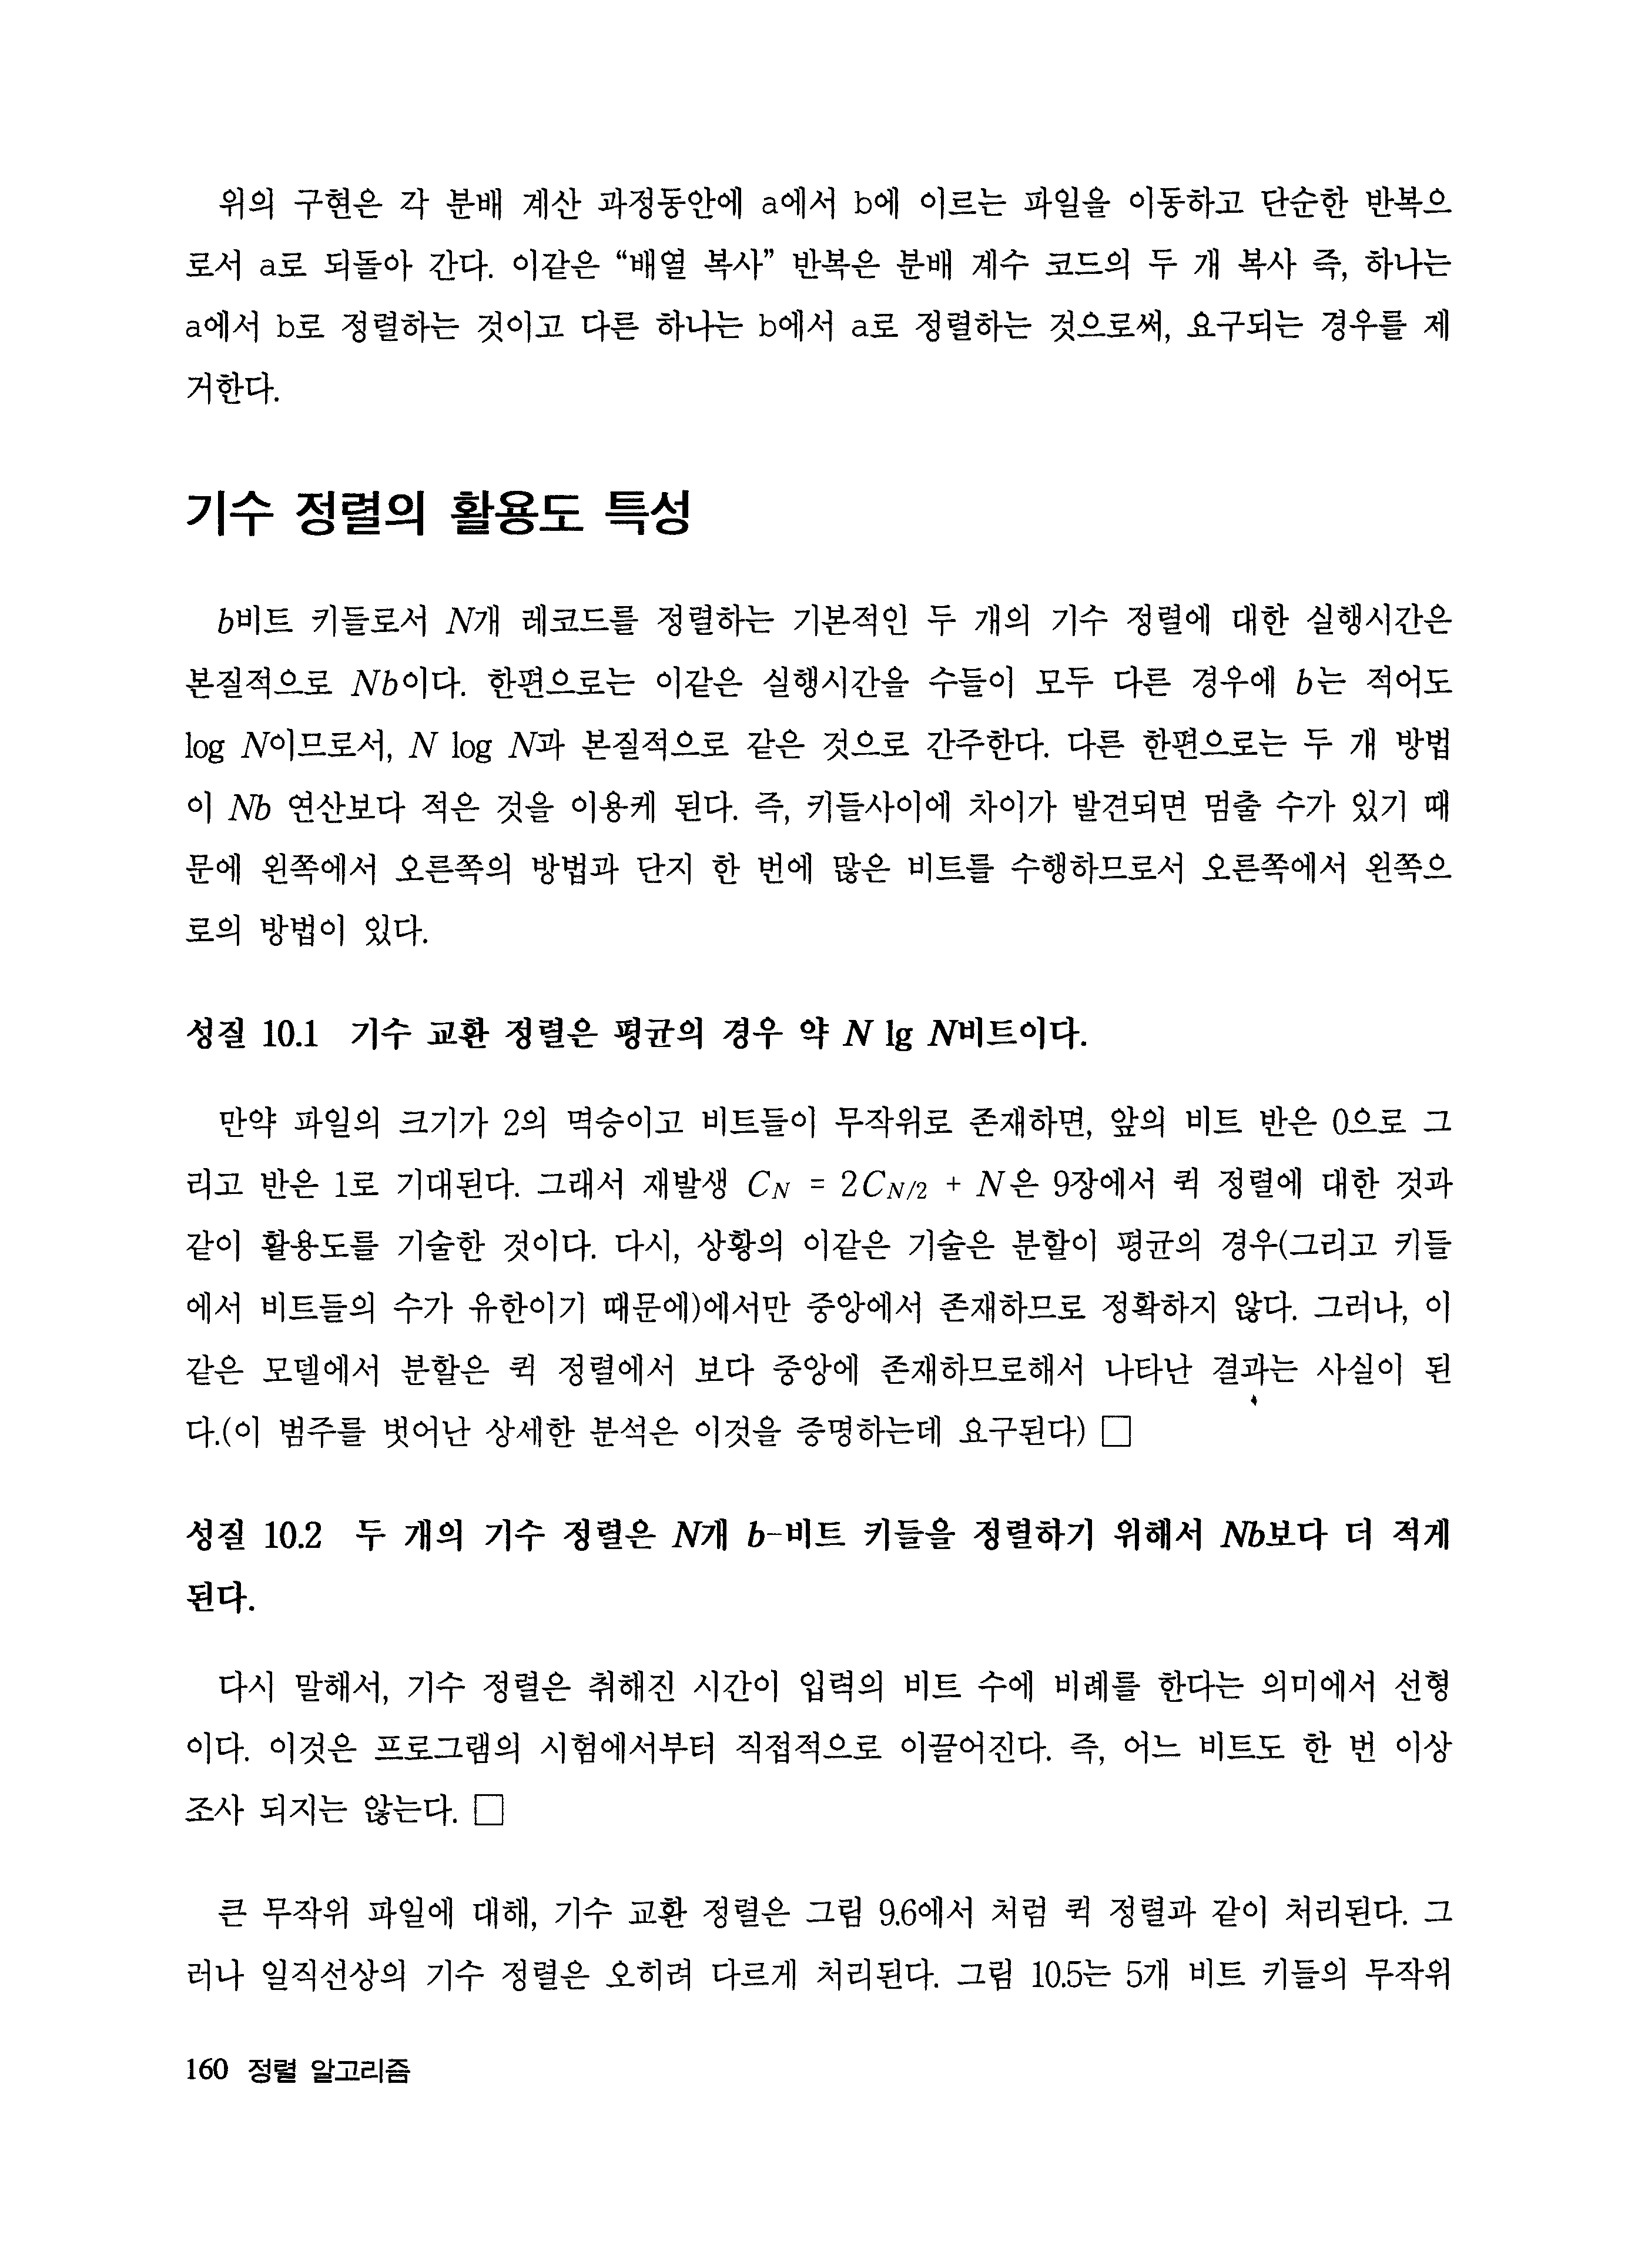 위의 구현은 각 분배 계산 과정동안에 a에서 b에 이르는 파일을 이동하고 단순한 반복으
로서 a로 되돌아 간다. 이같은 “배열 복사” 반복은 분배 계수 코드의 두 개 복사 즉, 하나는
a에서 b로 정렬하는 것이고 다른 하나는 b에서 a로 정렬하는 것으로써, 요구되는 경우를 제
거한다.
기수 정렬의 활용도 특성
b비트 키들로서 N개 레코드를 정렬하는 기본적인 두 개의 기수 정렬에 대한 실행시간은
본질적으로 Nb이다. 한편으로는 이같은 실행시간을 수들이 모두 다른 경우에 b는 적어도
log N이므로서, N log N과 본질적으로 같은 것으로 간주한다. 다른 한편으로는 두 개 방법
이 Nb 연산보다 적은 것을 이용케 된다. 즉, 키들사이에 차이가 발견되면 멈출 수가 있기 때
문에 왼쪽에서 오른쪽의 방법과 단지 한 번에 많은 비트를 수행하므로서 오른쪽에서 왼쪽으
로의 방법이 있다.
성질 10.1 기수 교환 정렬은 평균의 경우 약 N lg N비트이다.
만약 파일의 크기가 2의 멱승이고 비트들이 무작위로 존재하면, 앞의 비트 반은 0으로 그
리고 반은 1로 기대된다. 그래서 재발생 C_N = 2C_{N/2} + N은 9장에서 퀵 정렬에 대한 것과
같이 활용도를 기술한 것이다. 다시, 상황의 이같은 기술은 분할이 평균의 경우(그리고 키들
에서 비트들의 수가 유한이기 때문에)에서만 중앙에서 존재하므로 정확하지 않다. 그러나, 이
같은 모델에서 분할은 퀵 정렬에서 보다 중앙에 존재하므로해서 나타난 결과는 사실이 된
다.(이 범주를 벗어난 상세한 분석은 이것을 증명하는데 요구된다) □
성질 10.2 두 개의 기수 정렬은 N개 b-비트 키들을 정렬하기 위해서 Nb보다 더 적게
된다.
다시 말해서, 기수 정렬은 취해진 시간이 입력의 비트 수에 비례를 한다는 의미에서 선형
이다. 이것은 프로그램의 시험에서부터 직접적으로 이끌어진다. 즉, 어느 비트도 한 번 이상
조사 되지는 않는다. □
큰 무작위 파일에 대해, 기수 교환 정렬은 그림 9.6에서 처럼 퀵 정렬과 같이 처리된다. 그
러나 일직선상의 기수 정렬은 오히려 다르게 처리된다. 그림 10.5는 5개 비트 키들의 무작위
160 정렬 알고리즘